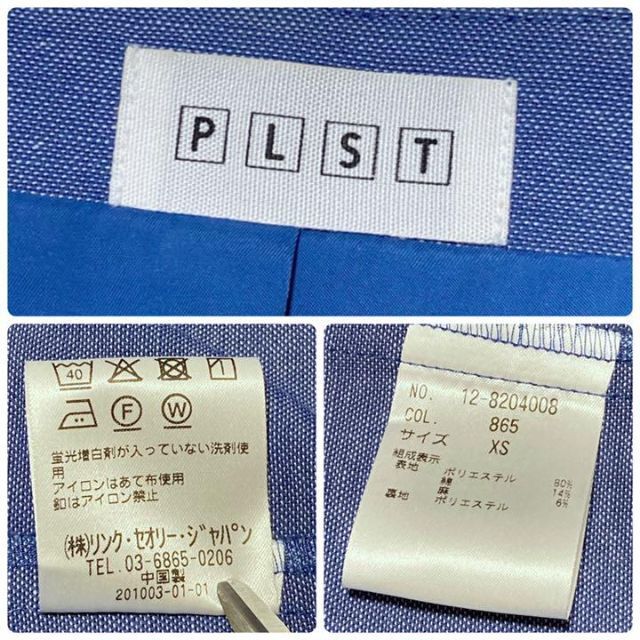 PLST
40
F W
1
蛍光増白剤が入っていない洗剤使
用
アイロンはあて布使用
釦はアイロン禁止
(株)リンク・セオリー・ジャパン
TEL.03-6865-0206
中国製
201003-01-01
NO. 12-8204008
COL. 865
サイズ XS
組成表示
表地 ポリエステル 80%
綿 14%
麻 6%
裏地 ポリエステル